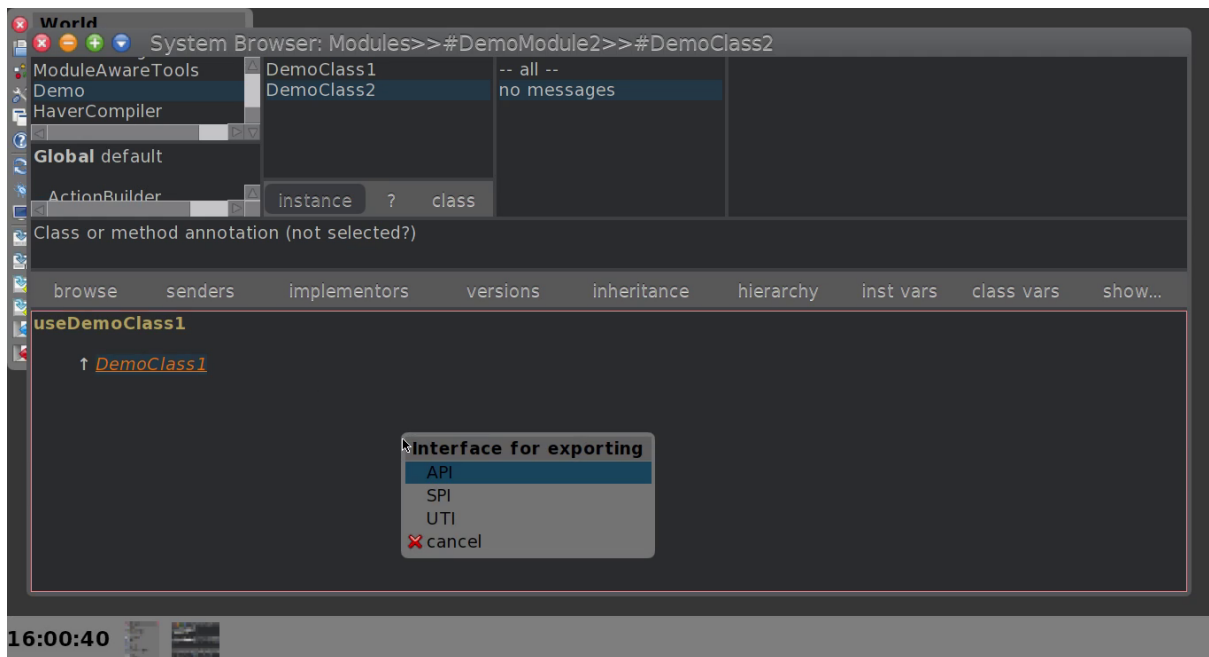 World
System Browser: Modules>>#DemoModule2>>#DemoClass2
ModuleAwareTools
Demo
HaverCompiler
Global default
ActionBuilder
DemoClass1
DemoClass2
instance ? class
-- all --
no messages
Class or method annotation (not selected?)
browse senders implementors versions inheritance hierarchy inst vars class vars show...
useDemoClass1
↑ DemoClass1
Interface for exporting
API
SPI
UTI
cancel
16:00:40